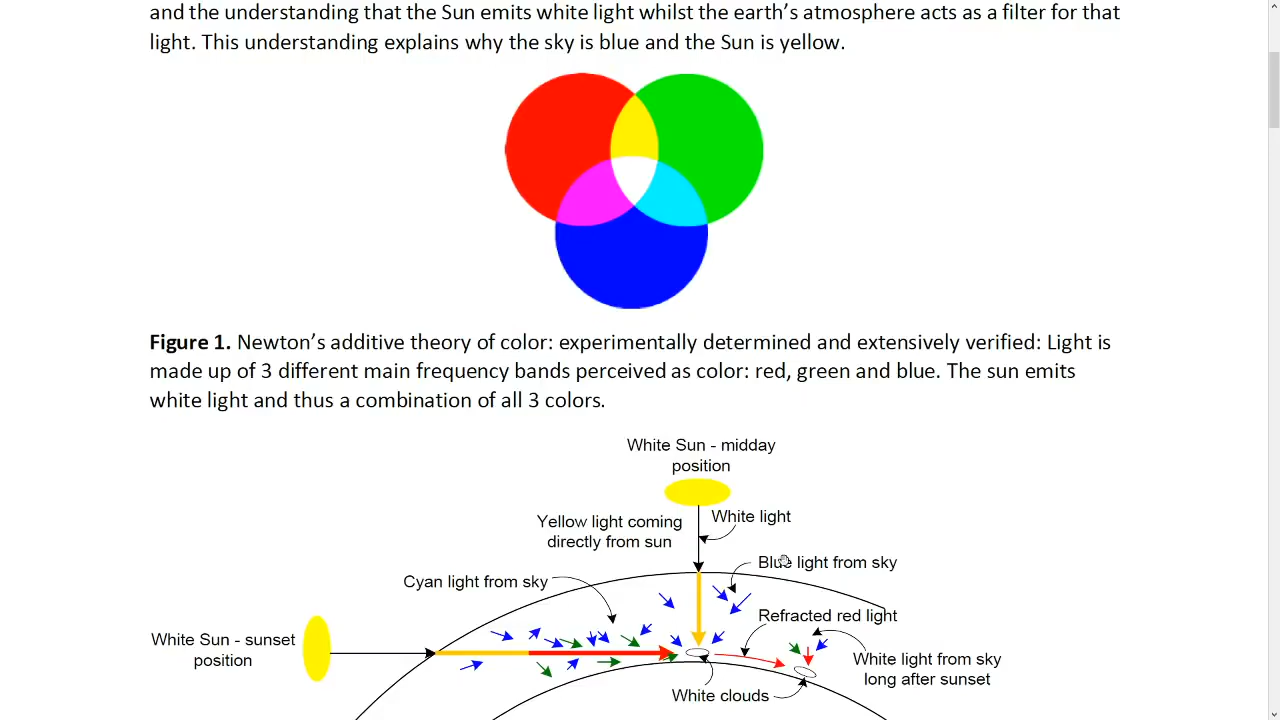 and the understanding that the Sun emits white light whilst the earth’s atmosphere acts as a filter for that
light. This understanding explains why the sky is blue and the Sun is yellow.
Figure 1. Newton’s additive theory of color: experimentally determined and extensively verified: Light is
made up of 3 different main frequency bands perceived as color: red, green and blue. The sun emits
white light and thus a combination of all 3 colors.
White Sun - midday
position
Yellow light coming
directly from sun
White light
Blue light from sky
Cyan light from sky
Refracted red light
White Sun - sunset
position
White light from sky
long after sunset
White clouds